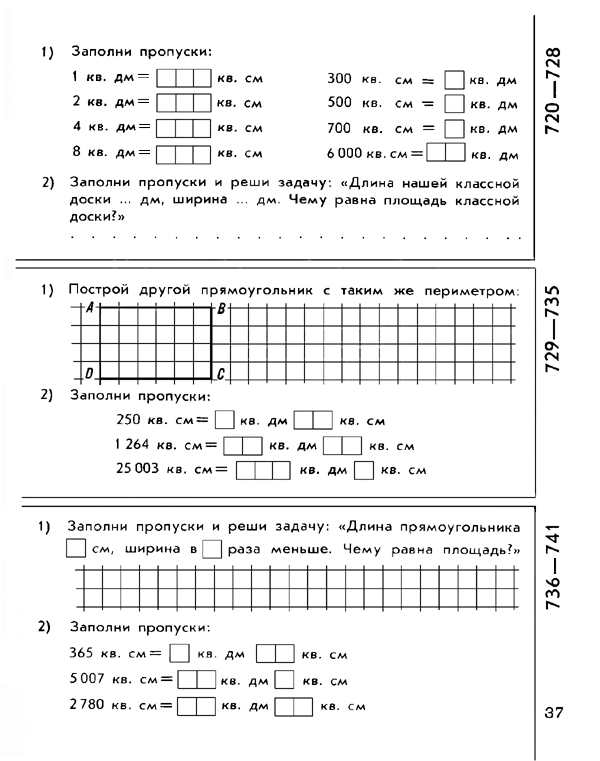 1) Заполни пропуски:
1 кв. дм = кв. см 300 кв. см = кв. дм
2 кв. дм = кв. см 500 кв. см = кв. дм
4 кв. дм = кв. см 700 кв. см = кв. дм
8 кв. дм = кв. см 6 000 кв. см = кв. дм
2) Заполни пропуски и реши задачу: «Длина нашей классной
доски ... дм, ширина ... дм. Чему равна площадь классной
доски?»
720—728
1) Построй другой прямоугольник с таким же периметром:
A B
D C
2) Заполни пропуски:
250 кв. см = кв. дм кв. см
1 264 кв. см = кв. дм кв. см
25 003 кв. см = кв. дм кв. см
729—735
1) Заполни пропуски и реши задачу: «Длина прямоугольника
см, ширина в раза меньше. Чему равна площадь?»
2) Заполни пропуски:
365 кв. см = кв. дм кв. см
5 007 кв. см = кв. дм кв. см
2 780 кв. см = кв. дм кв. см
736—741
37